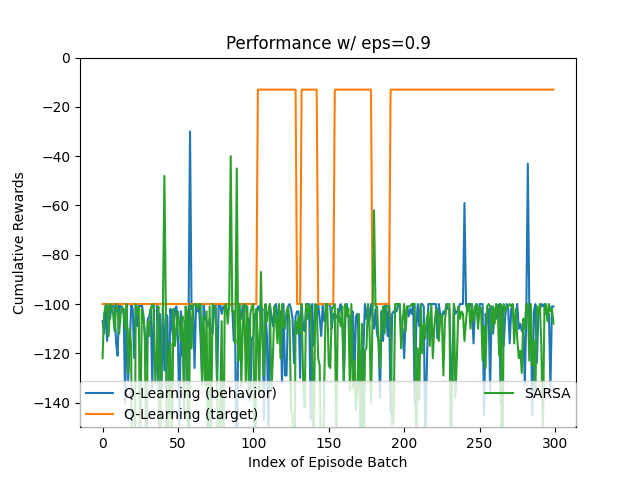 Performance w/ eps=0.9
Cumulative Rewards
0
−20
−40
−60
−80
−100
−120
−140
Q-Learning (behavior)
Q-Learning (target)
SARSA
0 50 100 150 200 250 300
Index of Episode Batch